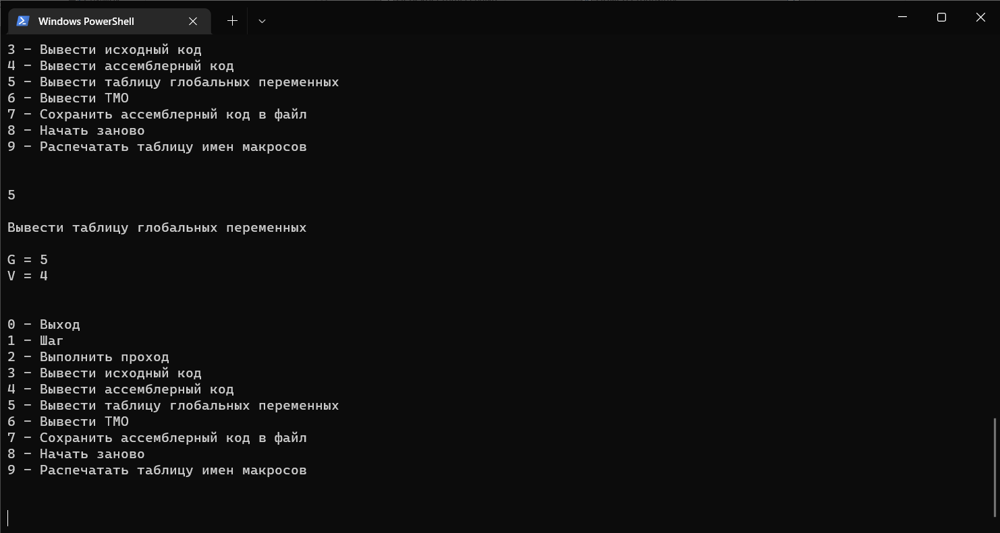 Windows PowerShell
3 - Вывести исходный код
4 - Вывести ассемблерный код
5 - Вывести таблицу глобальных переменных
6 - Вывести ТМО
7 - Сохранить ассемблерный код в файл
8 - Начать заново
9 - Распечатать таблицу имен макросов
5
Вывести таблицу глобальных переменных
G = 5
V = 4
0 - Выход
1 - Шаг
2 - Выполнить проход
3 - Вывести исходный код
4 - Вывести ассемблерный код
5 - Вывести таблицу глобальных переменных
6 - Вывести ТМО
7 - Сохранить ассемблерный код в файл
8 - Начать заново
9 - Распечатать таблицу имен макросов